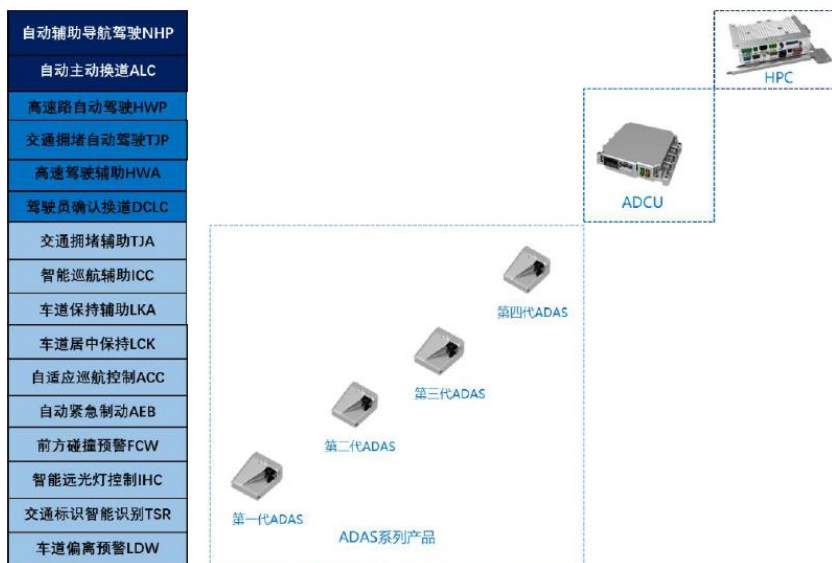 自动辅助导航驾驶NHP
自动主动换道ALC
高速路自动驾驶HWP
交通拥堵自动驾驶TJP
高速驾驶辅助HWA
驾驶员确认换道DCLC
交通拥堵辅助TJA
智能巡航辅助ICC
车道保持辅助LKA
车道居中保持LCK
自适应巡航控制ACC
自动紧急制动AEB
前方碰撞预警FCW
智能远光灯控制IHC
交通标识智能识别TSR
车道偏离预警LDW
HPC
ADCU
第四代ADAS
第三代ADAS
第二代ADAS
第一代ADAS
ADAS系列产品